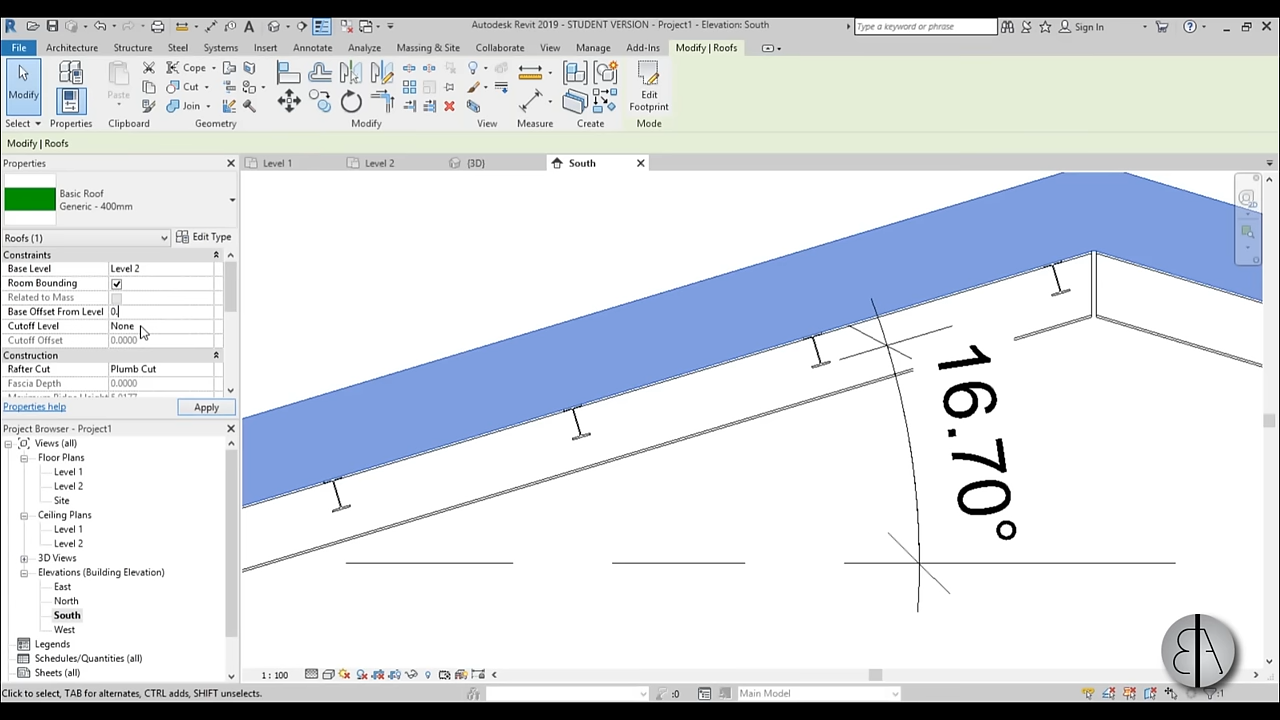 Autodesk Revit 2019 - STUDENT VERSION - Project1 - Elevation: South
Type a keyword or phrase
Sign In
File Architecture Structure Steel Systems Insert Annotate Analyze Massing & Site Collaborate View Manage Add-Ins Modify | Roofs
Modify
Properties
Paste
Cope
Cut
Join
Edit
Footprint
Select Properties Clipboard Geometry Modify View Measure Create Mode
Modify | Roofs
Properties
Level 1
Level 2
{3D}
South
Basic Roof
Generic - 400mm
Roofs (1)
Edit Type
Constraints
Base Level Level 2
Room Bounding
Related to Mass
Base Offset From Level 0.
Cutoff Level None
Cutoff Offset 0.0000
Construction
Rafter Cut Plumb Cut
Fascia Depth 0.0000
Properties help
Apply
Project Browser - Project1
Views (all)
Floor Plans
Level 1
Level 2
Site
Ceiling Plans
Level 1
Level 2
3D Views
Elevations (Building Elevation)
East
North
South
West
Legends
Schedules/Quantities (all)
Sheets (all)
16.70°
1 : 100
Click to select, TAB for alternates, CTRL adds, SHIFT unselects.
:0
Main Model
:1